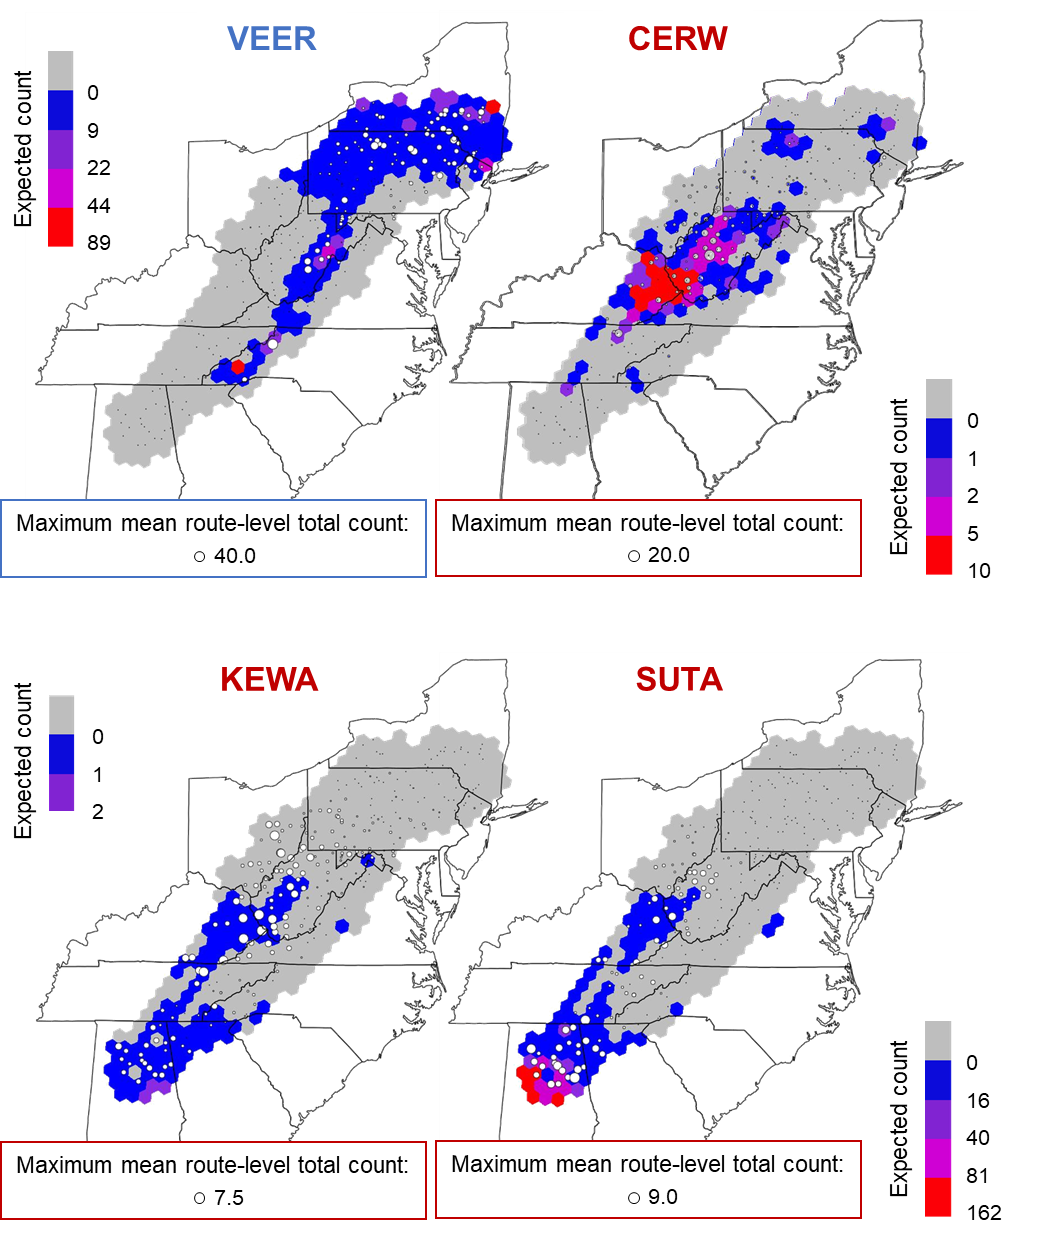 VEER
CERW
Expected count
0
9
22
44
89
Expected count
0
1
2
5
10
Maximum mean route-level total count:
40.0
Maximum mean route-level total count:
20.0
KEWA
SUTA
Expected count
0
1
2
Expected count
0
16
40
81
162
Maximum mean route-level total count:
7.5
Maximum mean route-level total count:
9.0